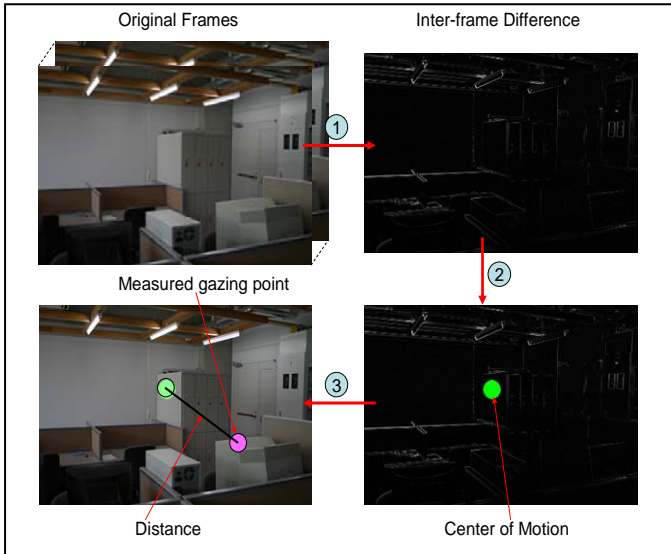 Original Frames
Inter-frame Difference
1
2
Measured gazing point
3
Distance
Center of Motion